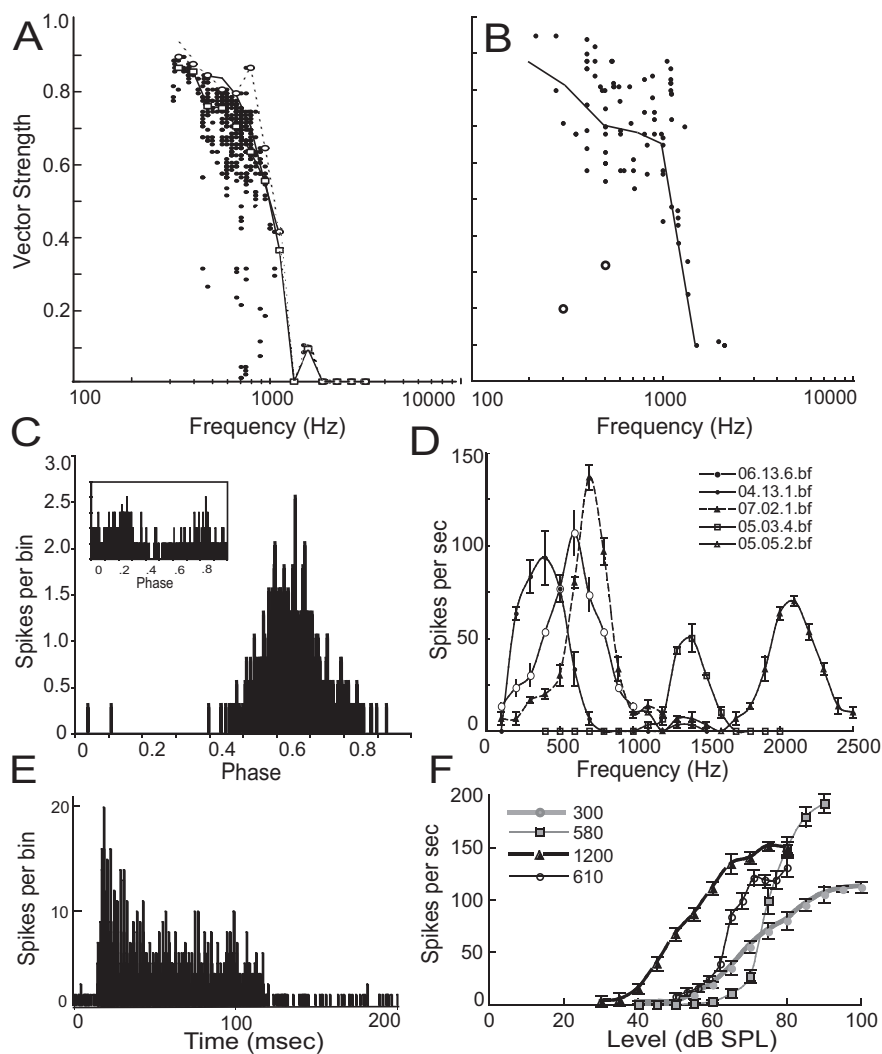 A
B
1.0
0.8
0.6
0.4
0.2
Vector Strength
100 1000 10000
Frequency (Hz)
100 1000 10000
Frequency (Hz)
C
3.0
2.5
2.0
1.5
1.0
0.5
0
Spikes per bin
0 .2 .6 .8
Phase
0 0.2 0.4 0.6 0.8
Phase
D
150
100
50
0
Spikes per sec
06.13.6.bf
04.13.1.bf
07.02.1.bf
05.03.4.bf
05.05.2.bf
0 500 1000 1500 2000 2500
Frequency (Hz)
E
20
10
0
Spikes per bin
0 100 200
Time (msec)
F
200
150
100
50
0
Spikes per sec
300
580
1200
610
0 20 40 60 80 100
Level (dB SPL)